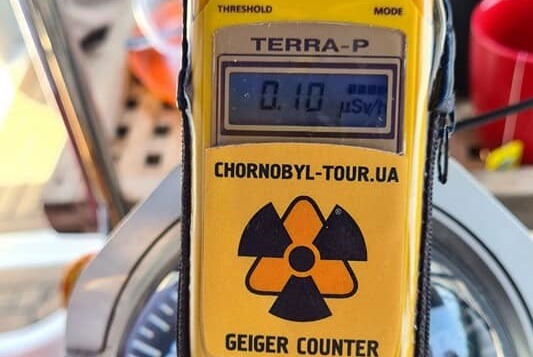 THRESHOLD MODE
TERRA-P
0.10 µSv/h
CHORNOBYL-TOUR.UA
®
GEIGER COUNTER